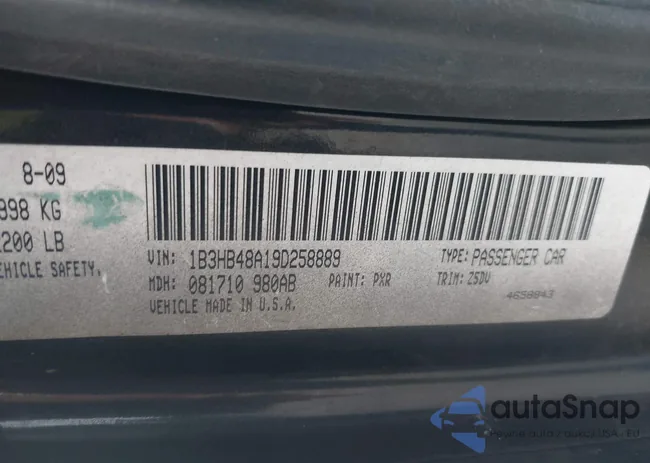 8-09
998 KG
200 LB
EHICLE SAFETY,
VIN: 1B3HB48A19D258889
TYPE: PASSENGER CAR
MDH: 081710 980AB
PAINT: PXR
TRIM: Z5DV
VEHICLE MADE IN U.S.A.
4658843
autaSnap